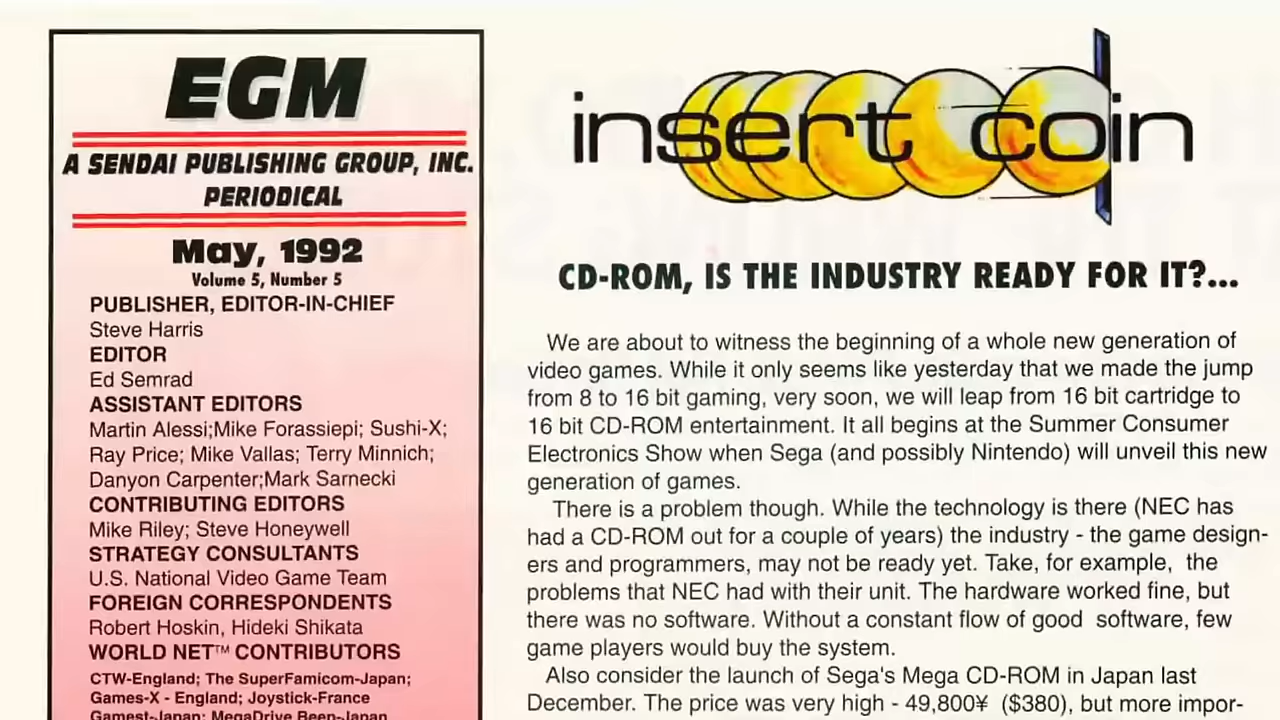 EGM
A SENDAI PUBLISHING GROUP, INC.
PERIODICAL
May, 1992
Volume 5, Number 5
PUBLISHER, EDITOR-IN-CHIEF
Steve Harris
EDITOR
Ed Semrad
ASSISTANT EDITORS
Martin Alessi;Mike Forassiepi; Sushi-X;
Ray Price; Mike Vallas; Terry Minnich;
Danyon Carpenter;Mark Sarnecki
CONTRIBUTING EDITORS
Mike Riley; Steve Honeywell
STRATEGY CONSULTANTS
U.S. National Video Game Team
FOREIGN CORRESPONDENTS
Robert Hoskin, Hideki Shikata
WORLD NET™ CONTRIBUTORS
CTW-England; The SuperFamicom-Japan;
Games-X - England; Joystick-France
Gamest-Japan; MegaDrive Beep-Japan
insert coin
CD-ROM, IS THE INDUSTRY READY FOR IT?...
We are about to witness the beginning of a whole new generation of
video games. While it only seems like yesterday that we made the jump
from 8 to 16 bit gaming, very soon, we will leap from 16 bit cartridge to
16 bit CD-ROM entertainment. It all begins at the Summer Consumer
Electronics Show when Sega (and possibly Nintendo) will unveil this new
generation of games.
There is a problem though. While the technology is there (NEC has
had a CD-ROM out for a couple of years) the industry - the game design-
ers and programmers, may not be ready yet. Take, for example, the
problems that NEC had with their unit. The hardware worked fine, but
there was no software. Without a constant flow of good software, few
game players would buy the system.
Also consider the launch of Sega's Mega CD-ROM in Japan last
December. The price was very high - 49,800¥ ($380), but more impor-